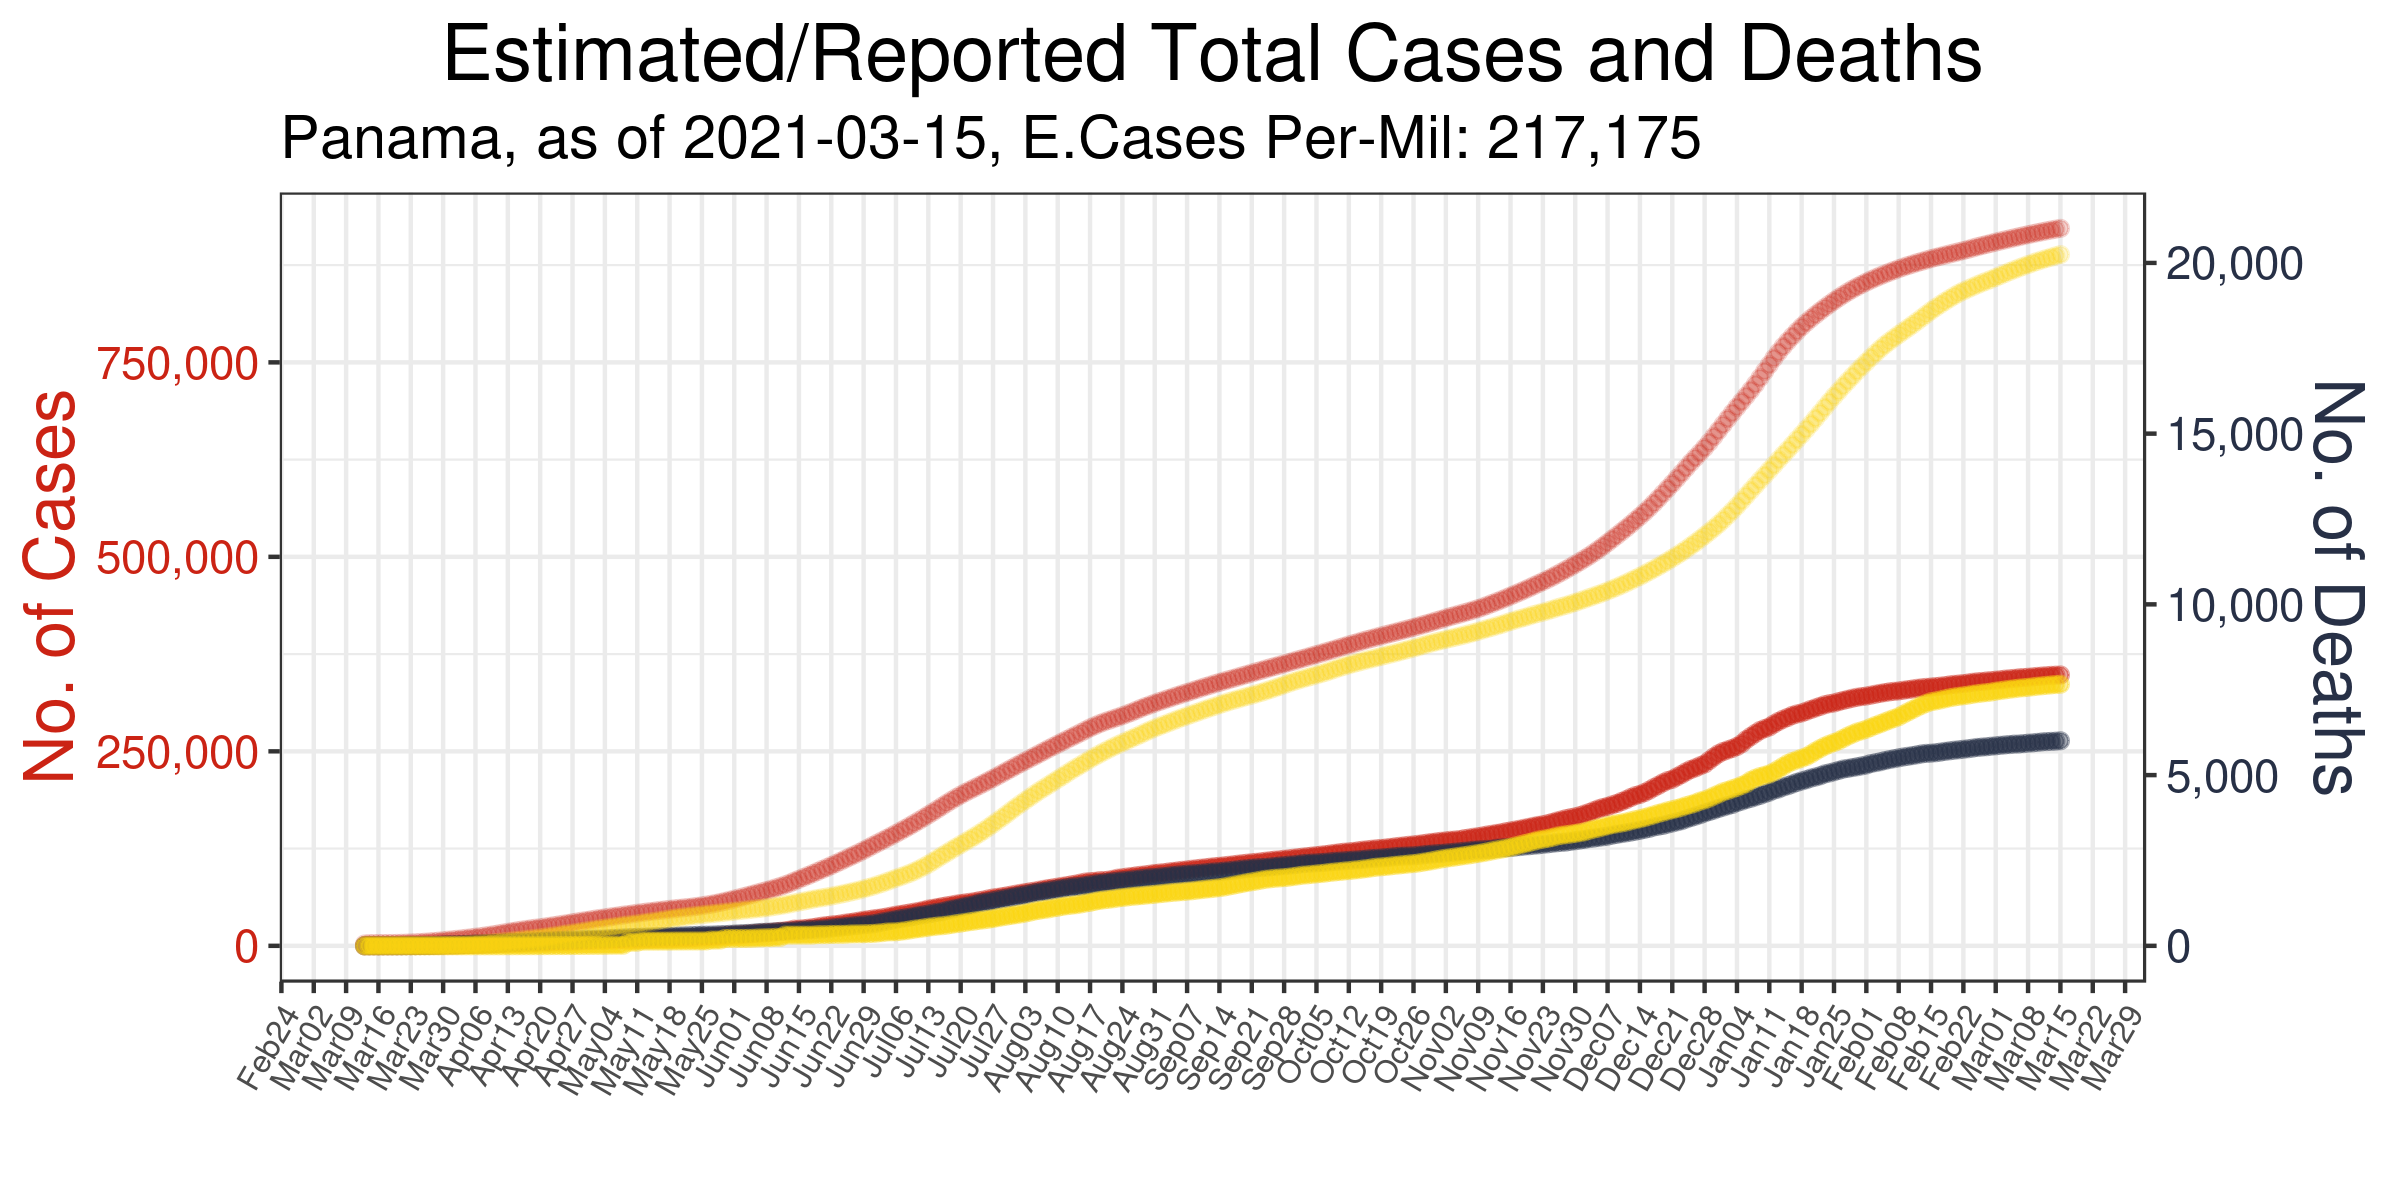 Estimated/Reported Total Cases and Deaths
Panama, as of 2021-03-15, E.Cases Per-Mil: 217,175
No. of Cases
750,000
500,000
250,000
0
20,000
15,000
10,000
5,000
0
No. of Deaths
Feb24
Mar02
Mar09
Mar16
Mar23
Mar30
Apr06
Apr13
Apr20
Apr27
May04
May11
May18
May25
Jun01
Jun08
Jun15
Jun22
Jun29
Jul06
Jul13
Jul20
Jul27
Aug03
Aug10
Aug17
Aug24
Aug31
Sep07
Sep14
Sep21
Sep28
Oct05
Oct12
Oct19
Oct26
Nov02
Nov09
Nov16
Nov23
Nov30
Dec07
Dec14
Dec21
Dec28
Jan04
Jan11
Jan18
Jan25
Feb01
Feb08
Feb15
Feb22
Mar01
Mar08
Mar15
Mar22
Mar29